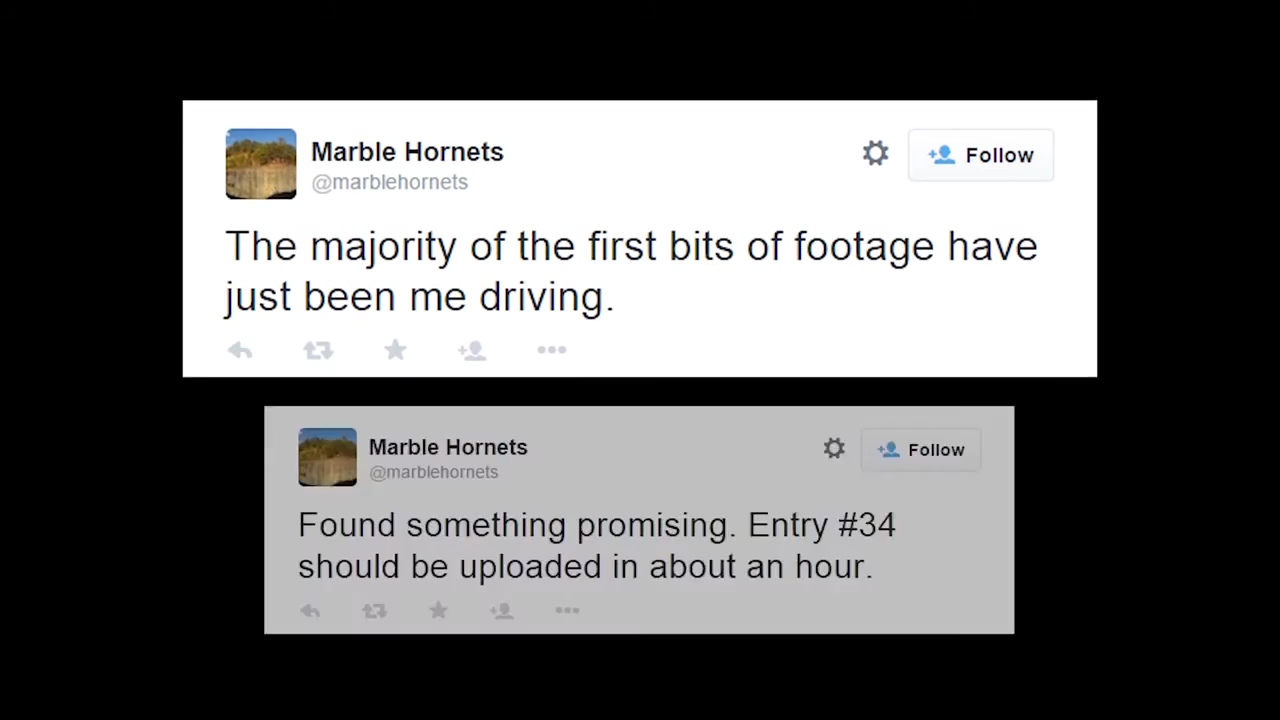 Marble Hornets
@marblehornets
Follow
The majority of the first bits of footage have
just been me driving.
Marble Hornets
@marblehornets
Follow
Found something promising. Entry #34
should be uploaded in about an hour.